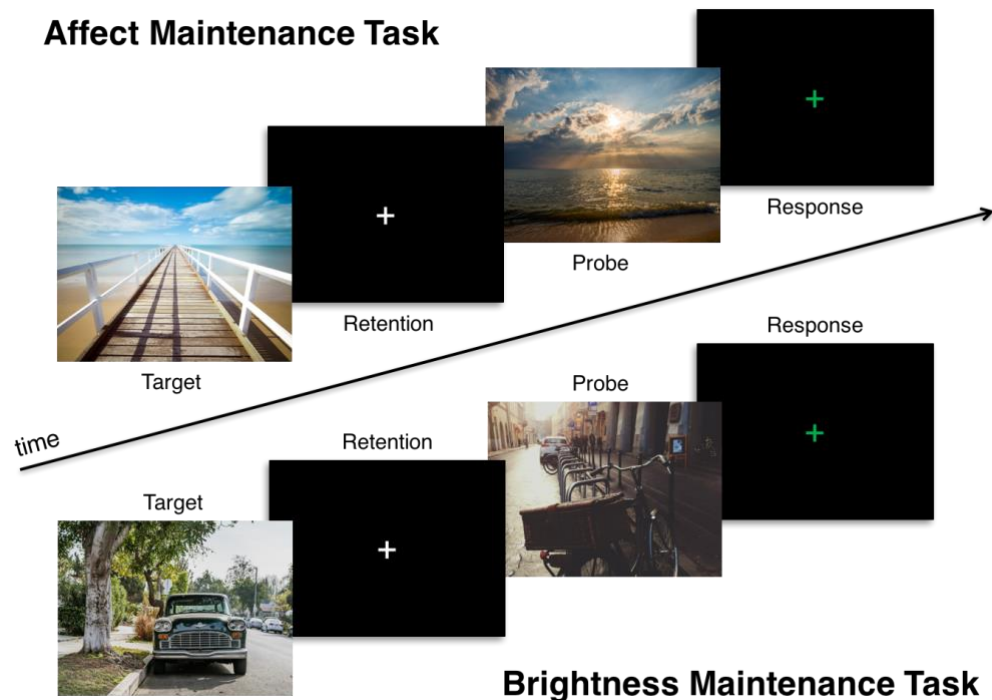 Affect Maintenance Task
Response
Probe
Retention
Target
time
Response
Probe
Retention
Target
Brightness Maintenance Task